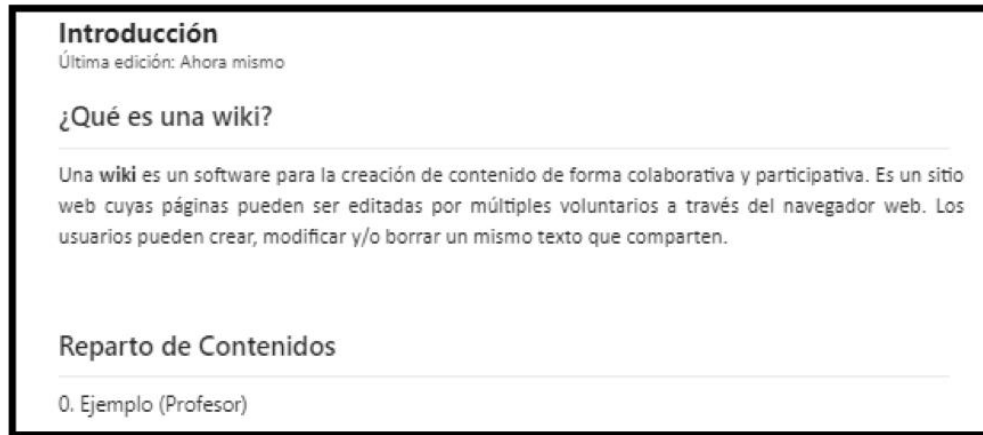 Introducción
Última edición: Ahora mismo
¿Qué es una wiki?
Una wiki es un software para la creación de contenido de forma colaborativa y participativa. Es un sitio
web cuyas páginas pueden ser editadas por múltiples voluntarios a través del navegador web. Los
usuarios pueden crear, modificar y/o borrar un mismo texto que comparten.
Reparto de Contenidos
0. Ejemplo (Profesor)